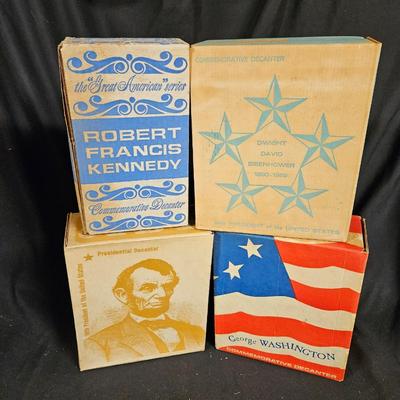 the "Great American" series
ROBERT
FRANCIS
KENNEDY
Commemorative Decanter
COMMEMORATIVE DECANTER
DWIGHT
DAVID
EISENHOWER
1890-1969
PRESIDENT of the UNITED STATES
Presidential Decanter
16th President of the United States
George WASHINGTON
COMMEMORATIVE DECANTER